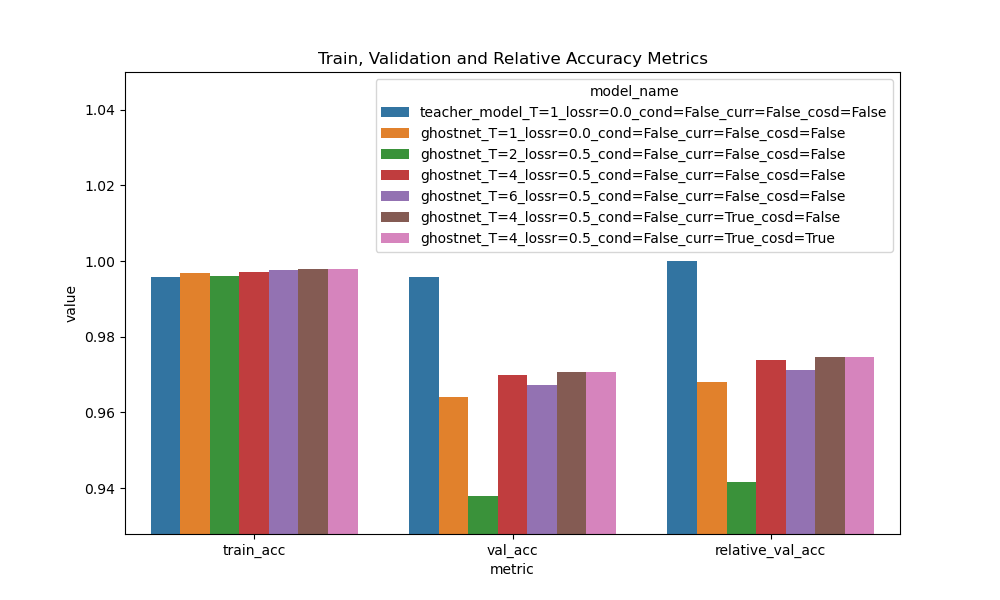 Train, Validation and Relative Accuracy Metrics
model_name
teacher_model_T=1_lossr=0.0_cond=False_curr=False_cosd=False
ghostnet_T=1_lossr=0.0_cond=False_curr=False_cosd=False
ghostnet_T=2_lossr=0.5_cond=False_curr=False_cosd=False
ghostnet_T=4_lossr=0.5_cond=False_curr=False_cosd=False
ghostnet_T=6_lossr=0.5_cond=False_curr=False_cosd=False
ghostnet_T=4_lossr=0.5_cond=False_curr=True_cosd=False
ghostnet_T=4_lossr=0.5_cond=False_curr=True_cosd=True
1.04
1.02
1.00
0.98
0.96
0.94
value
train_acc
val_acc
relative_val_acc
metric